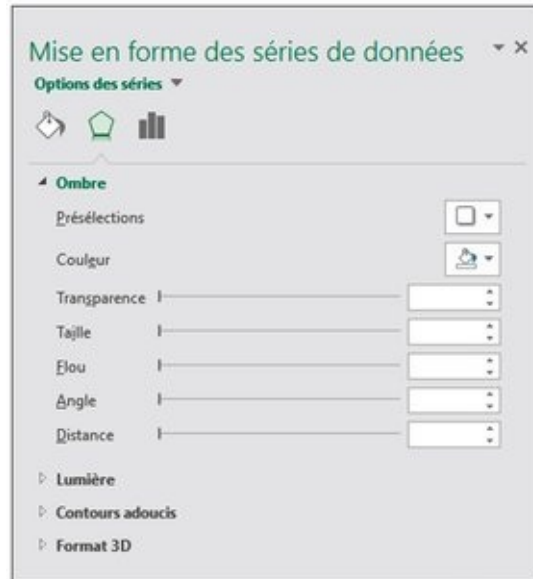 Mise en forme des séries de données
Options des séries
Ombre
Présélections
Couleur
Transparence
Taille
Flou
Angle
Distance
Lumière
Contours adoucis
Format 3D